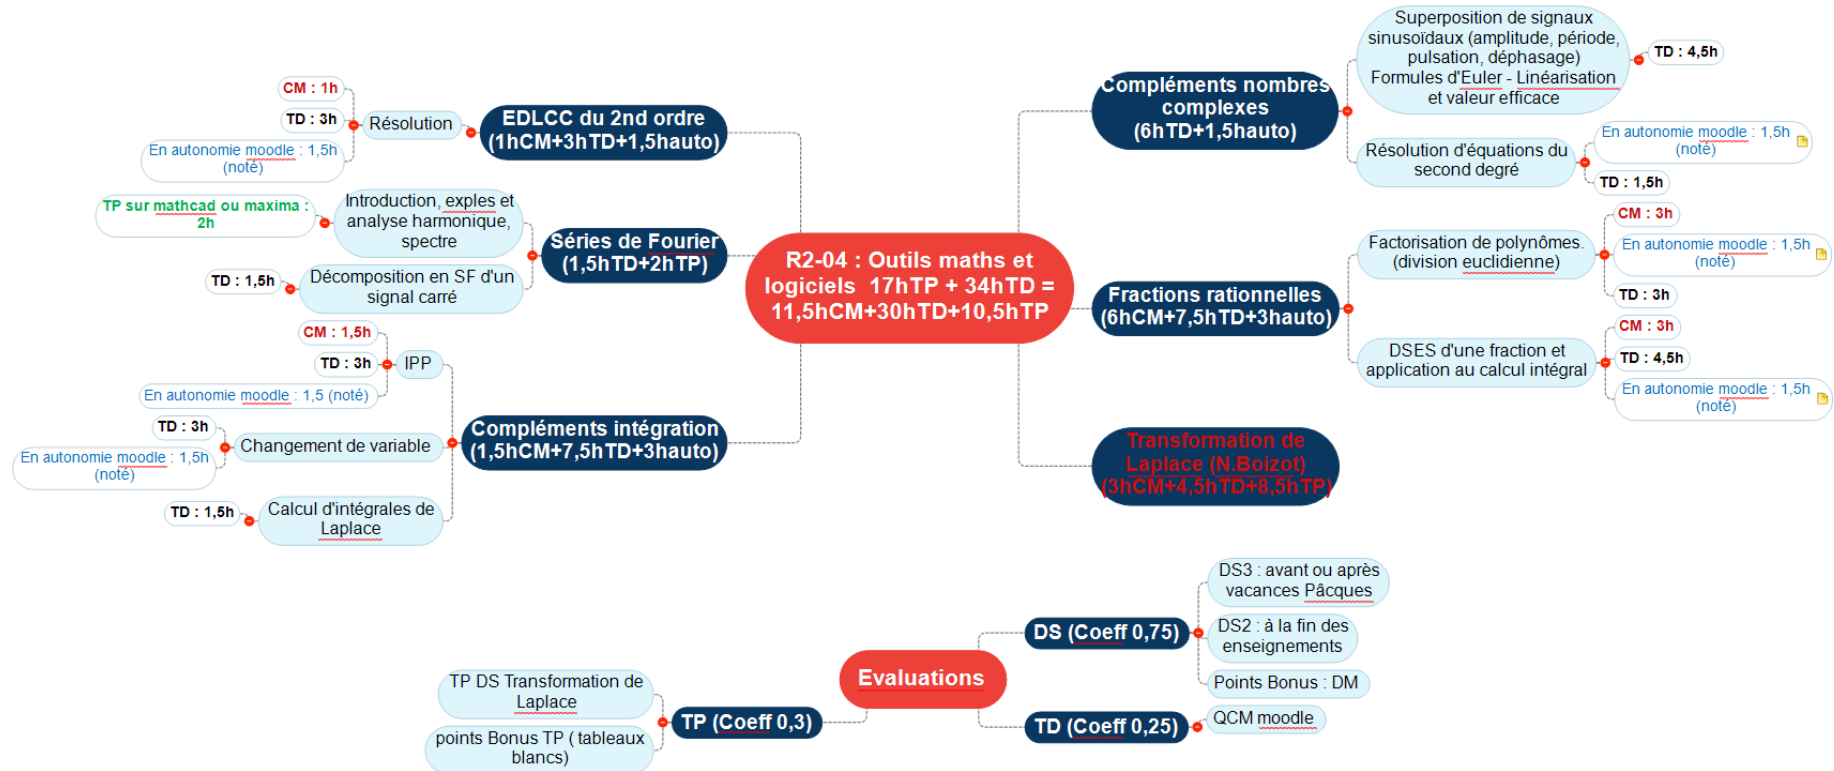 R2-04 : Outils maths et
logiciels 17hTP + 34hTD =
11,5hCM+30hTD+10,5hTP
EDLCC du 2nd ordre
(1hCM+3hTD+1,5hauto)
Résolution
CM : 1h
TD : 3h
En autonomie moodle : 1,5h
(noté)
Séries de Fourier
(1,5hTD+2hTP)
Introduction, exples et
analyse harmonique,
spectre
TP sur mathcad ou maxima :
2h
Décomposition en SF d'un
signal carré
TD : 1,5h
Compléments intégration
(1,5hCM+7,5hTD+3hauto)
IPP
CM : 1,5h
TD : 3h
En autonomie moodle : 1,5 (noté)
Changement de variable
TD : 3h
En autonomie moodle : 1,5h
(noté)
Calcul d'intégrales de
Laplace
TD : 1,5h
Compléments nombres
complexes
(6hTD+1,5hauto)
Superposition de signaux
sinusoïdaux (amplitude, période,
pulsation, déphasage)
Formules d'Euler - Linéarisation
et valeur efficace
TD : 4,5h
Résolution d'équations du
second degré
En autonomie moodle : 1,5h
(noté)
TD : 1,5h
Fractions rationnelles
(6hCM+7,5hTD+3hauto)
Factorisation de polynômes.
(division euclidienne)
CM : 3h
En autonomie moodle : 1,5h
(noté)
TD : 3h
DSES d'une fraction et
application au calcul intégral
CM : 3h
TD : 4,5h
En autonomie moodle : 1,5h
(noté)
Transformation de
Laplace (N.Boizot)
(3hCM+4,5hTD+8,5hTP)
Evaluations
DS (Coeff 0,75)
DS3 : avant ou après
vacances Pâcques
DS2 : à la fin des
enseignements
Points Bonus : DM
TD (Coeff 0,25)
QCM moodle
TP (Coeff 0,3)
TP DS Transformation de
Laplace
points Bonus TP ( tableaux
blancs)